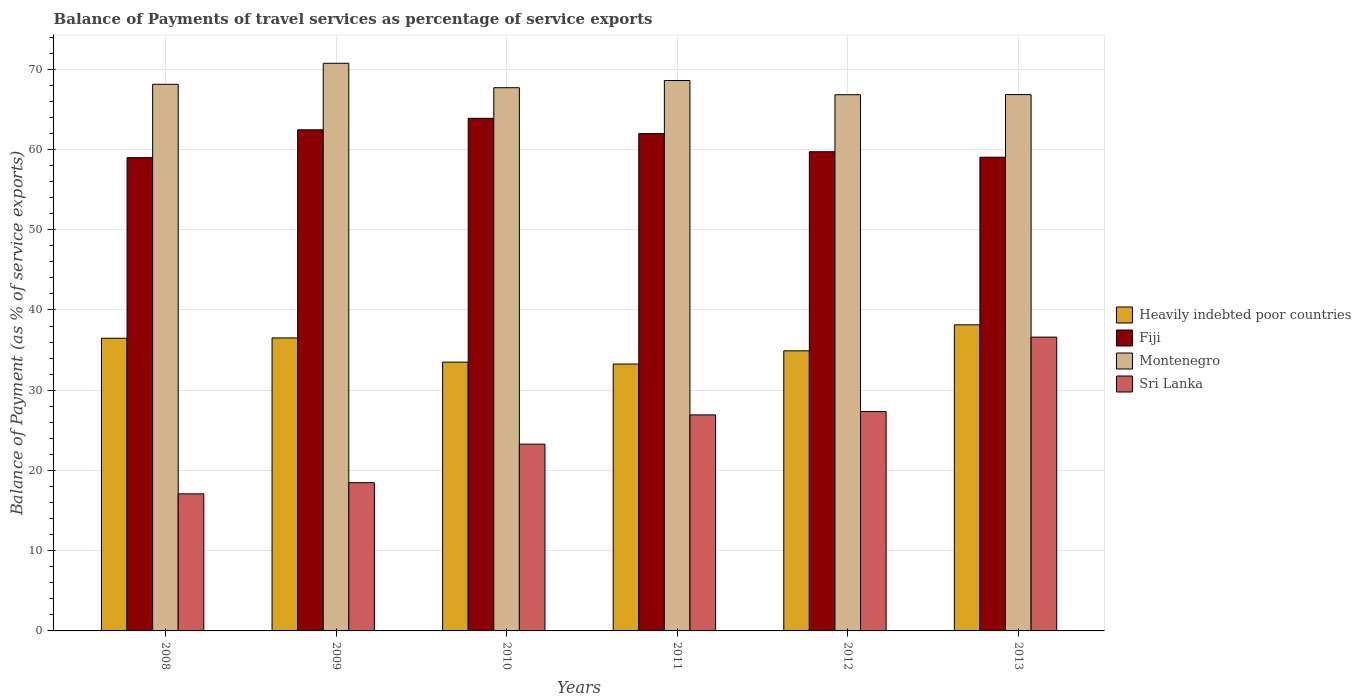 Balance of Payments of travel services as percentage of service exports
Balance of Payment (as % of service exports)
70
60
50
40
30
20
10
0
2008
2009
2010
2011
2012
2013
Years
Heavily indebted poor countries
Fiji
Montenegro
Sri Lanka